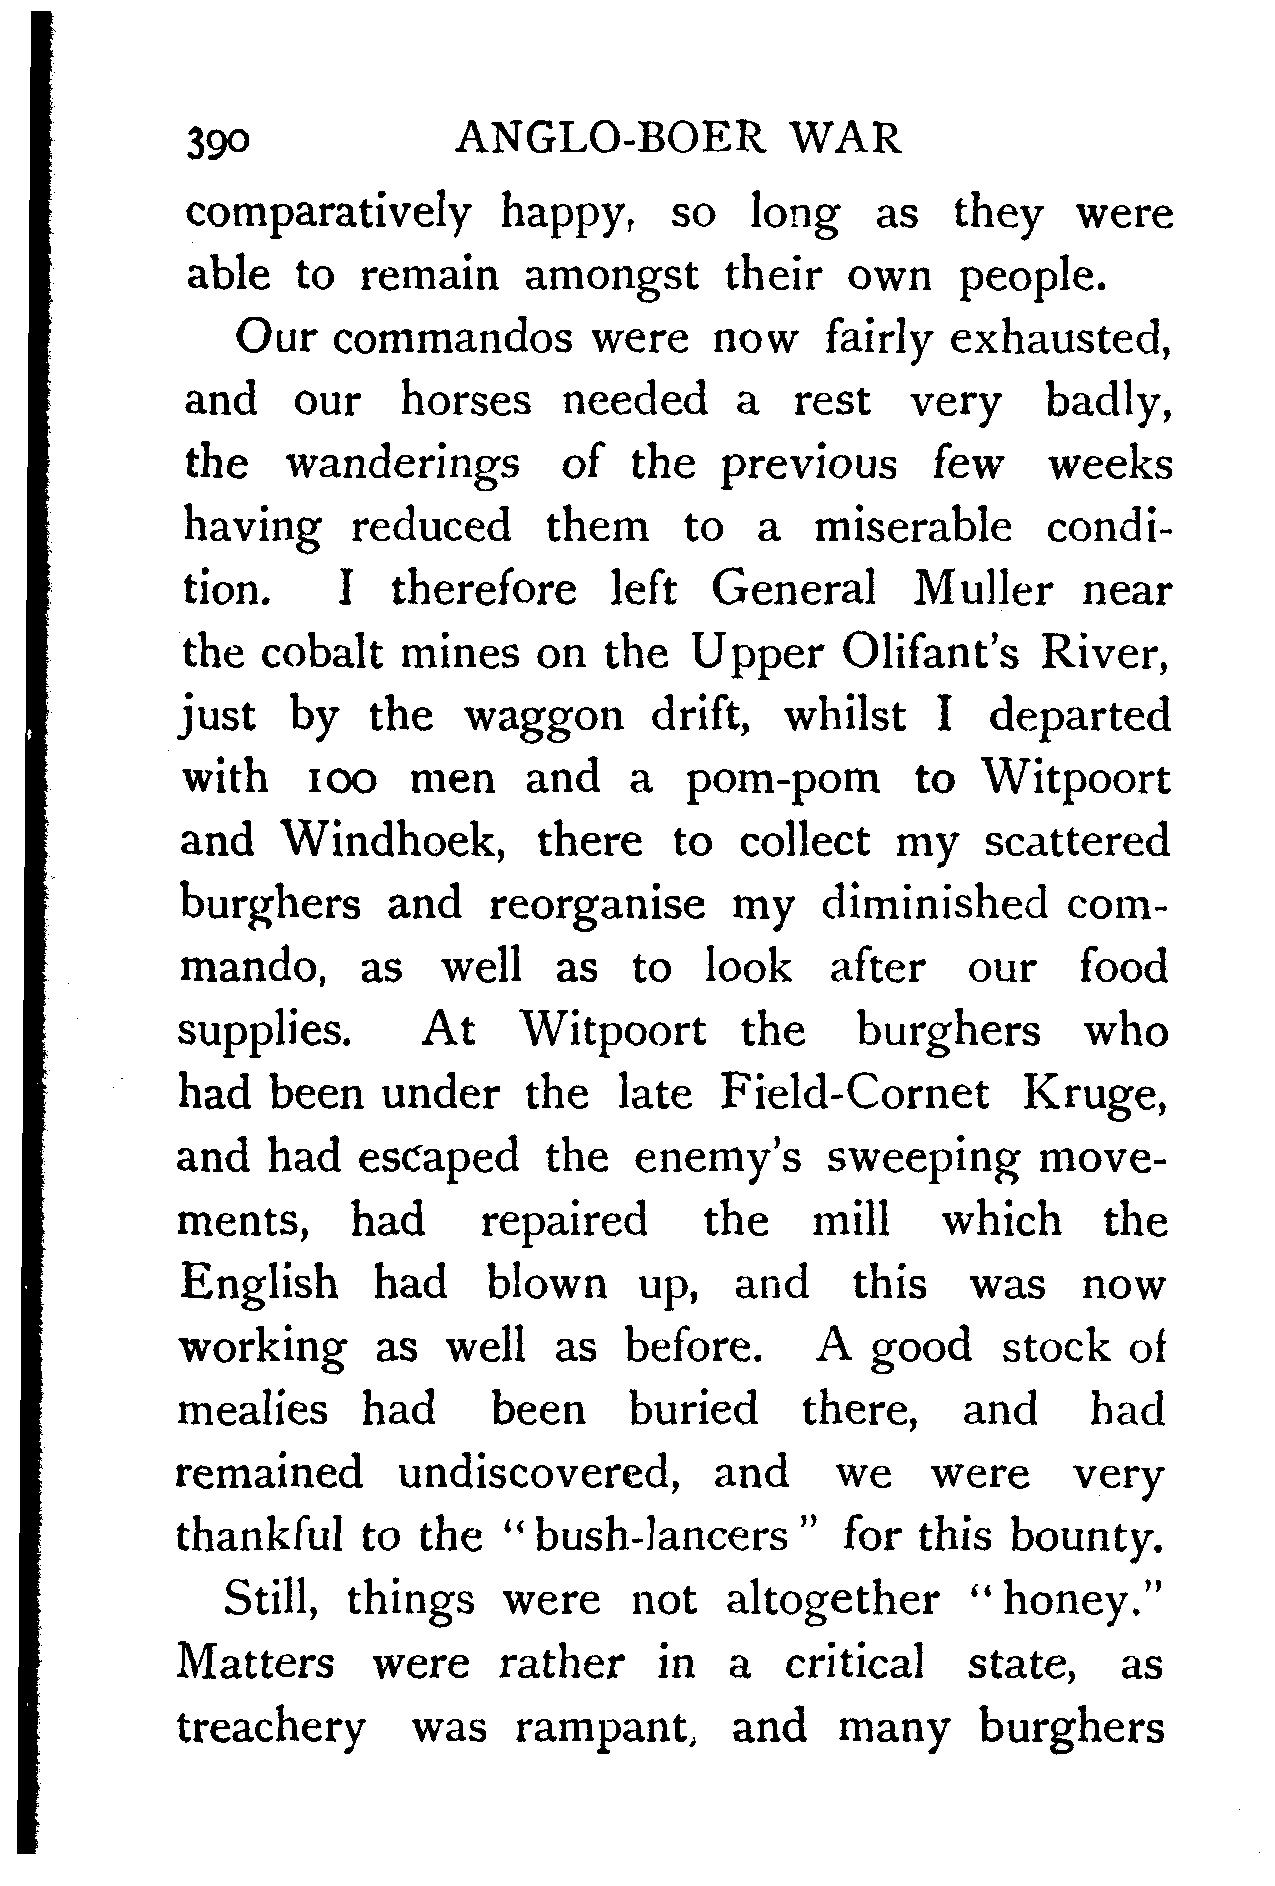 390 ANGLO-BOER WAR
comparatively happy, so long as they were
able to remain amongst their own people.
Our commandos were now fairly exhausted,
and our horses needed a rest very badly,
the wanderings of the previous few weeks
having reduced them to a miserable condi-
tion. I therefore left General Muller near
the cobalt mines on the Upper Olifant's River,
just by the waggon drift, whilst I departed
with 100 men and a pom-pom to Witpoort
and Windhoek, there to collect my scattered
burghers and reorganise my diminished com-
mando, as well as to look after our food
supplies. At Witpoort the burghers who
had been under the late Field-Cornet Kruge,
and had escaped the enemy's sweeping move-
ments, had repaired the mill which the
English had blown up, and this was now
working as well as before. A good stock of
mealies had been buried there, and had
remained undiscovered, and we were very
thankful to the "bush-lancers" for this bounty.
Still, things were not altogether "honey."
Matters were rather in a critical state, as
treachery was rampant, and many burghers